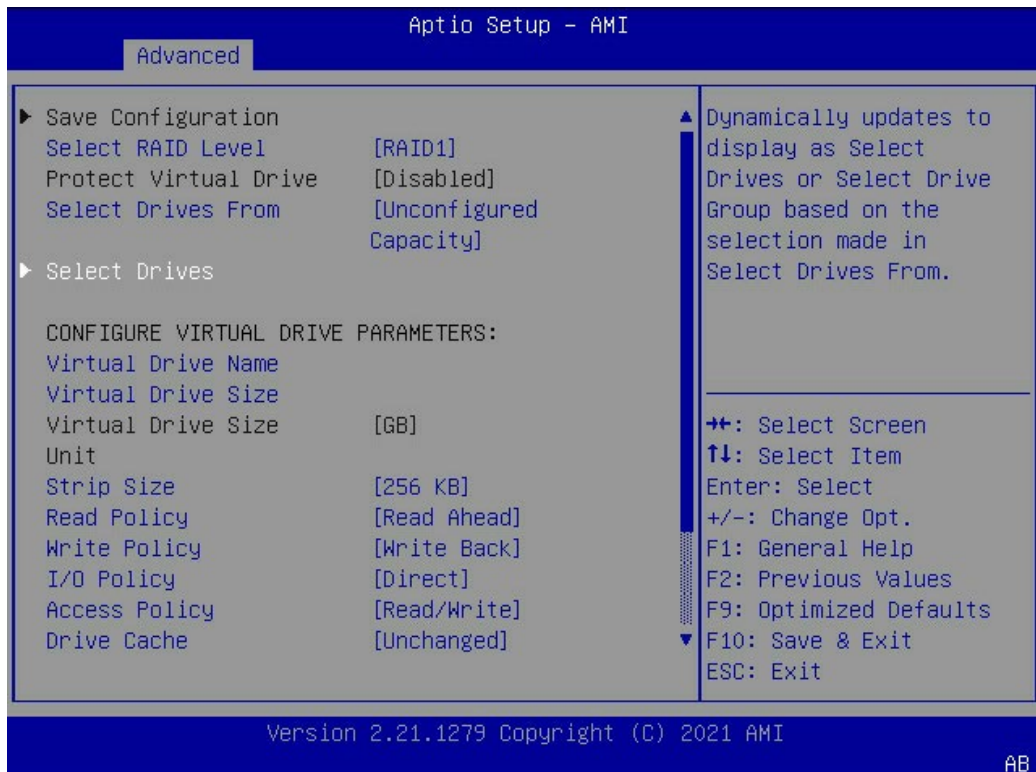 Aptio Setup – AMI
Advanced
▶ Save Configuration
Select RAID Level [RAID1]
Protect Virtual Drive [Disabled]
Select Drives From [Unconfigured
Capacity]
▶ Select Drives
CONFIGURE VIRTUAL DRIVE PARAMETERS:
Virtual Drive Name
Virtual Drive Size
Virtual Drive Size [GB]
Unit
Strip Size [256 KB]
Read Policy [Read Ahead]
Write Policy [Write Back]
I/O Policy [Direct]
Access Policy [Read/Write]
Drive Cache [Unchanged]
Dynamically updates to
display as Select
Drives or Select Drive
Group based on the
selection made in
Select Drives From.
→←: Select Screen
↑↓: Select Item
Enter: Select
+/-: Change Opt.
F1: General Help
F2: Previous Values
F9: Optimized Defaults
F10: Save & Exit
ESC: Exit
Version 2.21.1279 Copyright (C) 2021 AMI
AB